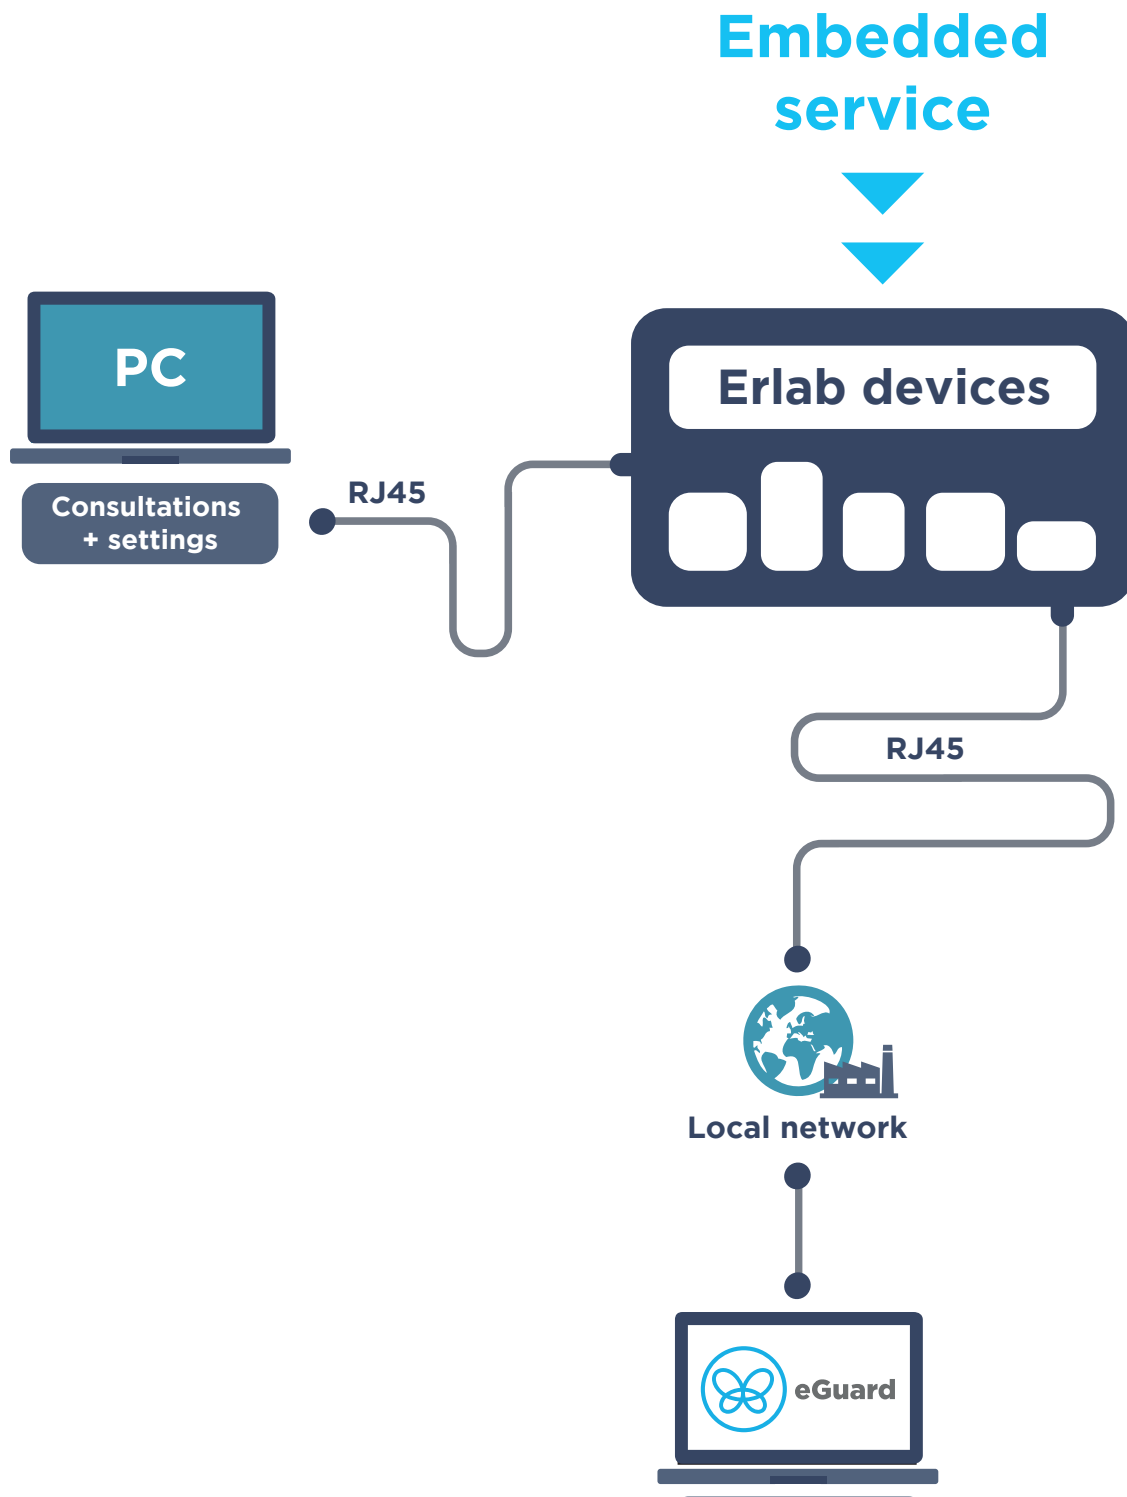 Embedded
service
PC
Erlab devices
Consultations
+ settings
RJ45
RJ45
Local network
eGuard